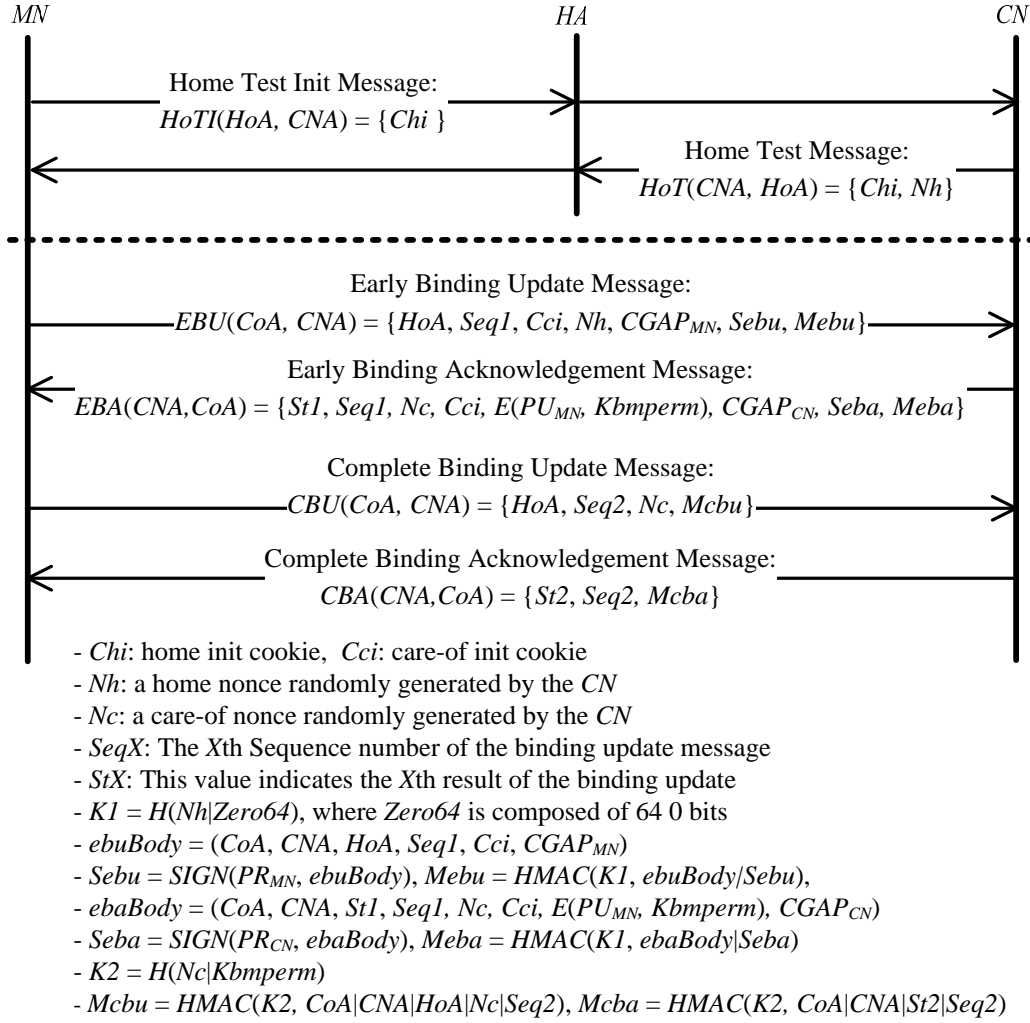 MN HA CN
Home Test Init Message:
HoTI(HoA, CNA) = {Chi }
Home Test Message:
HoT(CNA, HoA) = {Chi, Nh}
Early Binding Update Message:
EBU(CoA, CNA) = {HoA, Seq1, Cci, Nh, CGAP_MN, Sebu, Mebu}
Early Binding Acknowledgement Message:
EBA(CNA,CoA) = {St1, Seq1, Nc, Cci, E(PU_MN, Kbmperm), CGAP_CN, Seba, Meba}
Complete Binding Update Message:
CBU(CoA, CNA) = {HoA, Seq2, Nc, Mcbu}
Complete Binding Acknowledgement Message:
CBA(CNA,CoA) = {St2, Seq2, Mcba}
- Chi: home init cookie, Cci: care-of init cookie
- Nh: a home nonce randomly generated by the CN
- Nc: a care-of nonce randomly generated by the CN
- SeqX: The Xth Sequence number of the binding update message
- StX: This value indicates the Xth result of the binding update
- K1 = H(Nh|Zero64), where Zero64 is composed of 64 0 bits
- ebuBody = (CoA, CNA, HoA, Seq1, Cci, CGAP_MN)
- Sebu = SIGN(PR_MN, ebuBody), Mebu = HMAC(K1, ebuBody|Sebu),
- ebaBody = (CoA, CNA, St1, Seq1, Nc, Cci, E(PU_MN, Kbmperm), CGAP_CN)
- Seba = SIGN(PR_CN, ebaBody), Meba = HMAC(K1, ebaBody|Seba)
- K2 = H(Nc|Kbmperm)
- Mcbu = HMAC(K2, CoA|CNA|HoA|Nc|Seq2), Mcba = HMAC(K2, CoA|CNA|St2|Seq2)